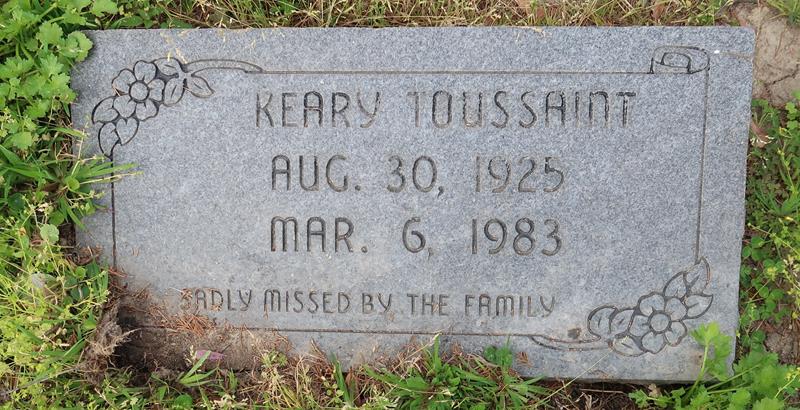 KEARY TOUSSAINT
AUG. 30, 1925
MAR. 6, 1983
SADLY MISSED BY THE FAMILY